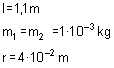 l=1,1m
m₁ = m₂ =1·10⁻³ kg
r=4·10⁻² m